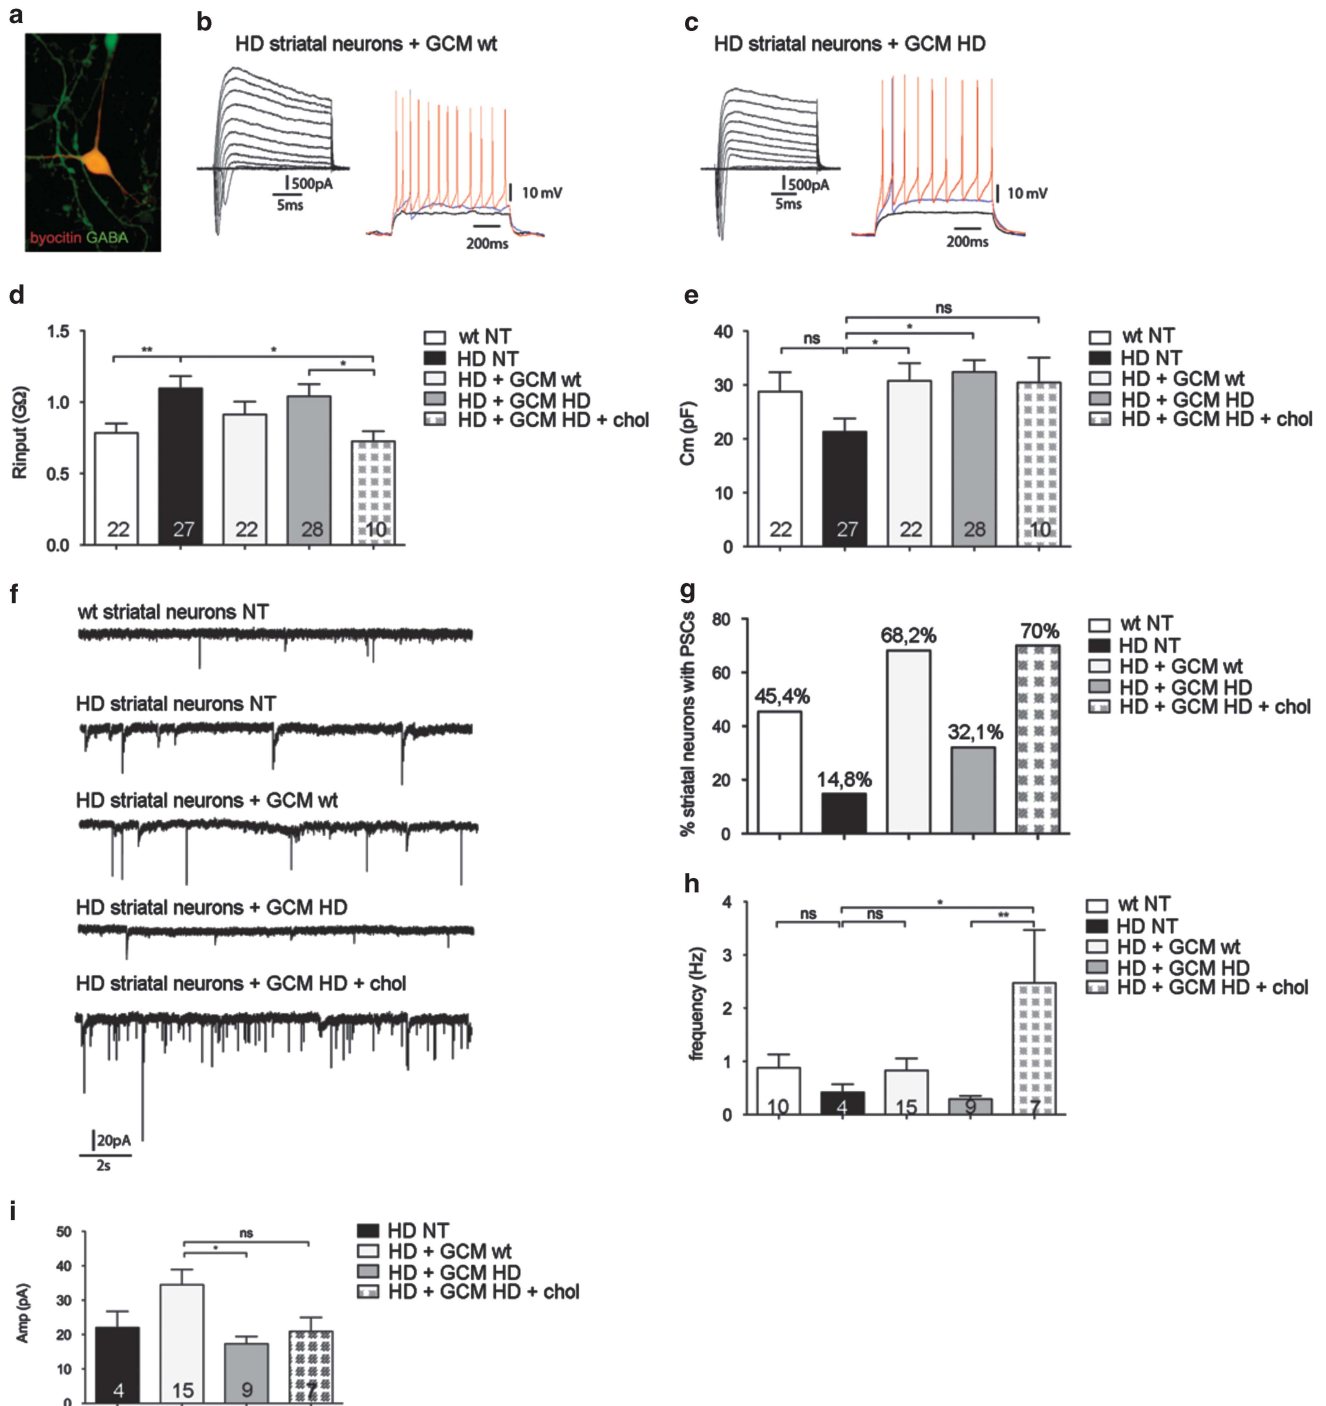 a
byocitin GABA
b
HD striatal neurons + GCM wt
500pA
5ms
10 mV
200ms
c
HD striatal neurons + GCM HD
500pA
5ms
10 mV
200ms
d
Rinput (GΩ)
1.5
1.0
0.5
0.0
** * *
22 27 22 28 10
wt NT
HD NT
HD + GCM wt
HD + GCM HD
HD + GCM HD + chol
e
Cm (pF)
40
30
20
10
0
ns
*
ns *
22 27 22 28 10
wt NT
HD NT
HD + GCM wt
HD + GCM HD
HD + GCM HD + chol
f
wt striatal neurons NT
HD striatal neurons NT
HD striatal neurons + GCM wt
HD striatal neurons + GCM HD
HD striatal neurons + GCM HD + chol
20pA
2s
g
% striatal neurons with PSCs
80
60
40
20
0
45,4%
14,8%
68,2%
32,1%
70%
wt NT
HD NT
HD + GCM wt
HD + GCM HD
HD + GCM HD + chol
h
frequency (Hz)
4
3
2
1
0
*
ns ns **
10 4 15 9 7
wt NT
HD NT
HD + GCM wt
HD + GCM HD
HD + GCM HD + chol
i
Amp (pA)
50
40
30
20
10
0
ns
*
4 15 9 7
HD NT
HD + GCM wt
HD + GCM HD
HD + GCM HD + chol